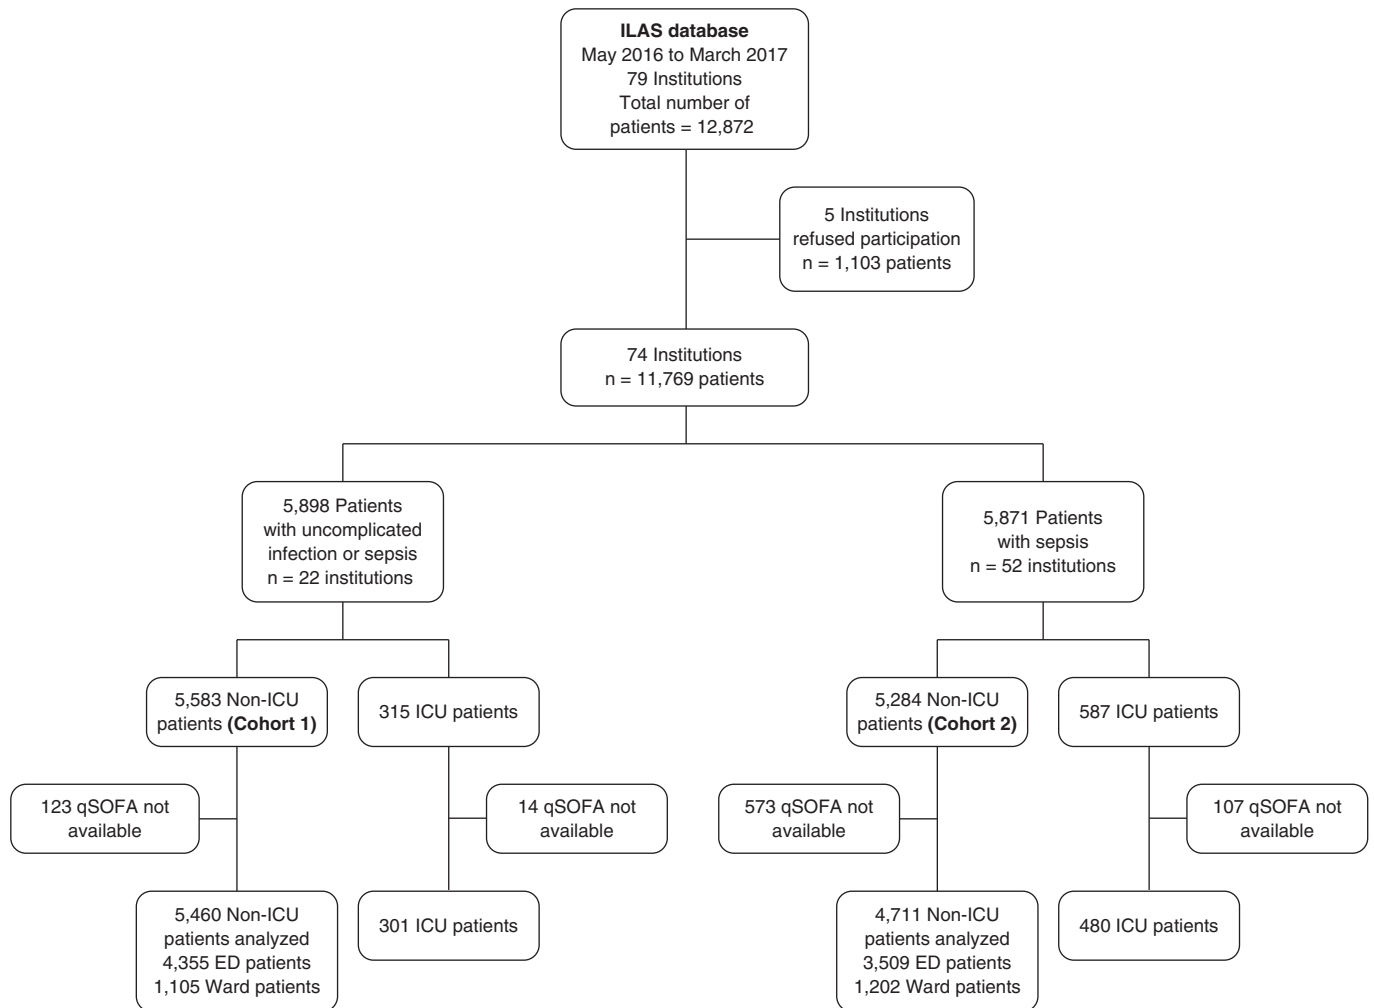 ILAS database
May 2016 to March 2017
79 Institutions
Total number of
patients = 12,872
5 Institutions
refused participation
n = 1,103 patients
74 Institutions
n = 11,769 patients
5,898 Patients
with uncomplicated
infection or sepsis
n = 22 institutions
5,871 Patients
with sepsis
n = 52 institutions
5,583 Non-ICU
patients (Cohort 1)
315 ICU patients
5,284 Non-ICU
patients (Cohort 2)
587 ICU patients
123 qSOFA not
available
14 qSOFA not
available
573 qSOFA not
available
107 qSOFA not
available
5,460 Non-ICU
patients analyzed
4,355 ED patients
1,105 Ward patients
301 ICU patients
4,711 Non-ICU
patients analyzed
3,509 ED patients
1,202 Ward patients
480 ICU patients